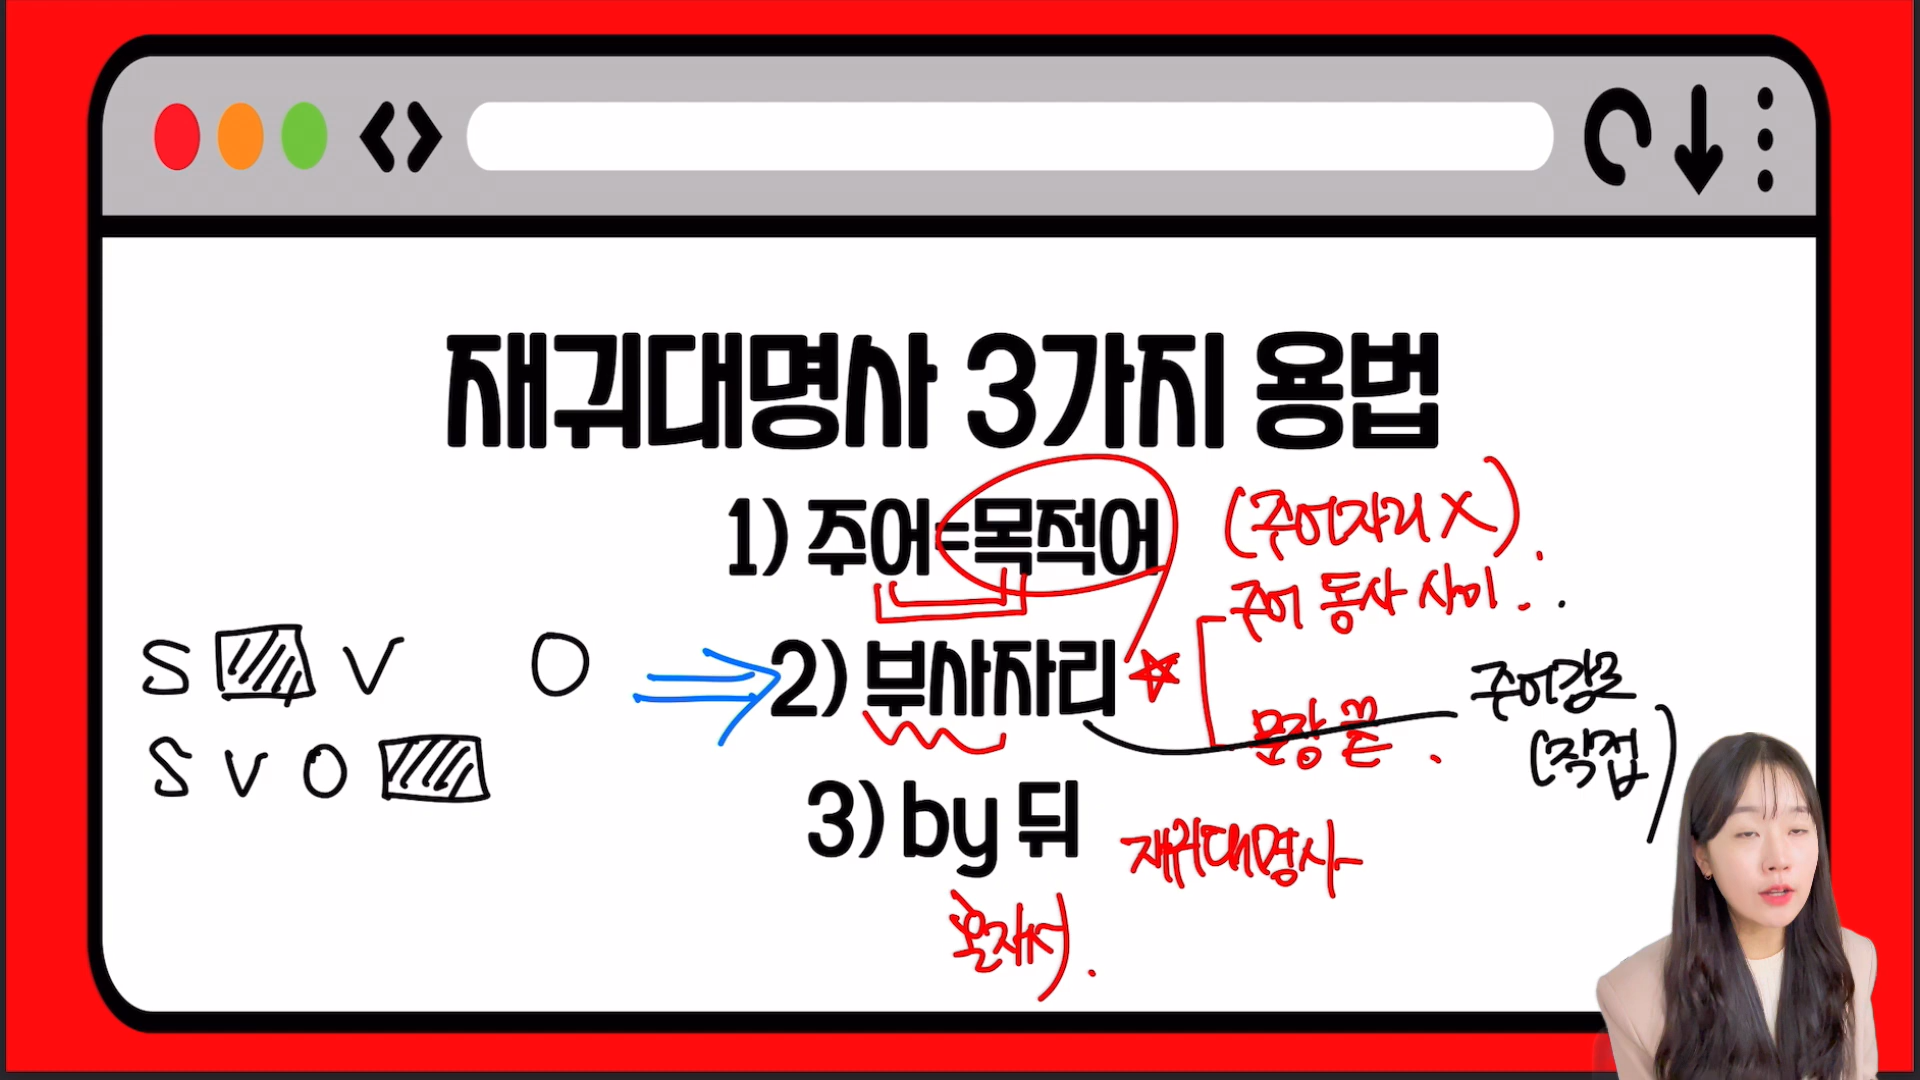 재귀대명사 3가지 용법
1) 주어=목적어 (주어자리 X).
주어 동사 사이.
S V O
2) 부사자리
주어강조
(직접)
문장 끝.
S V O
3) by 뒤 재귀대명사
혼자서).